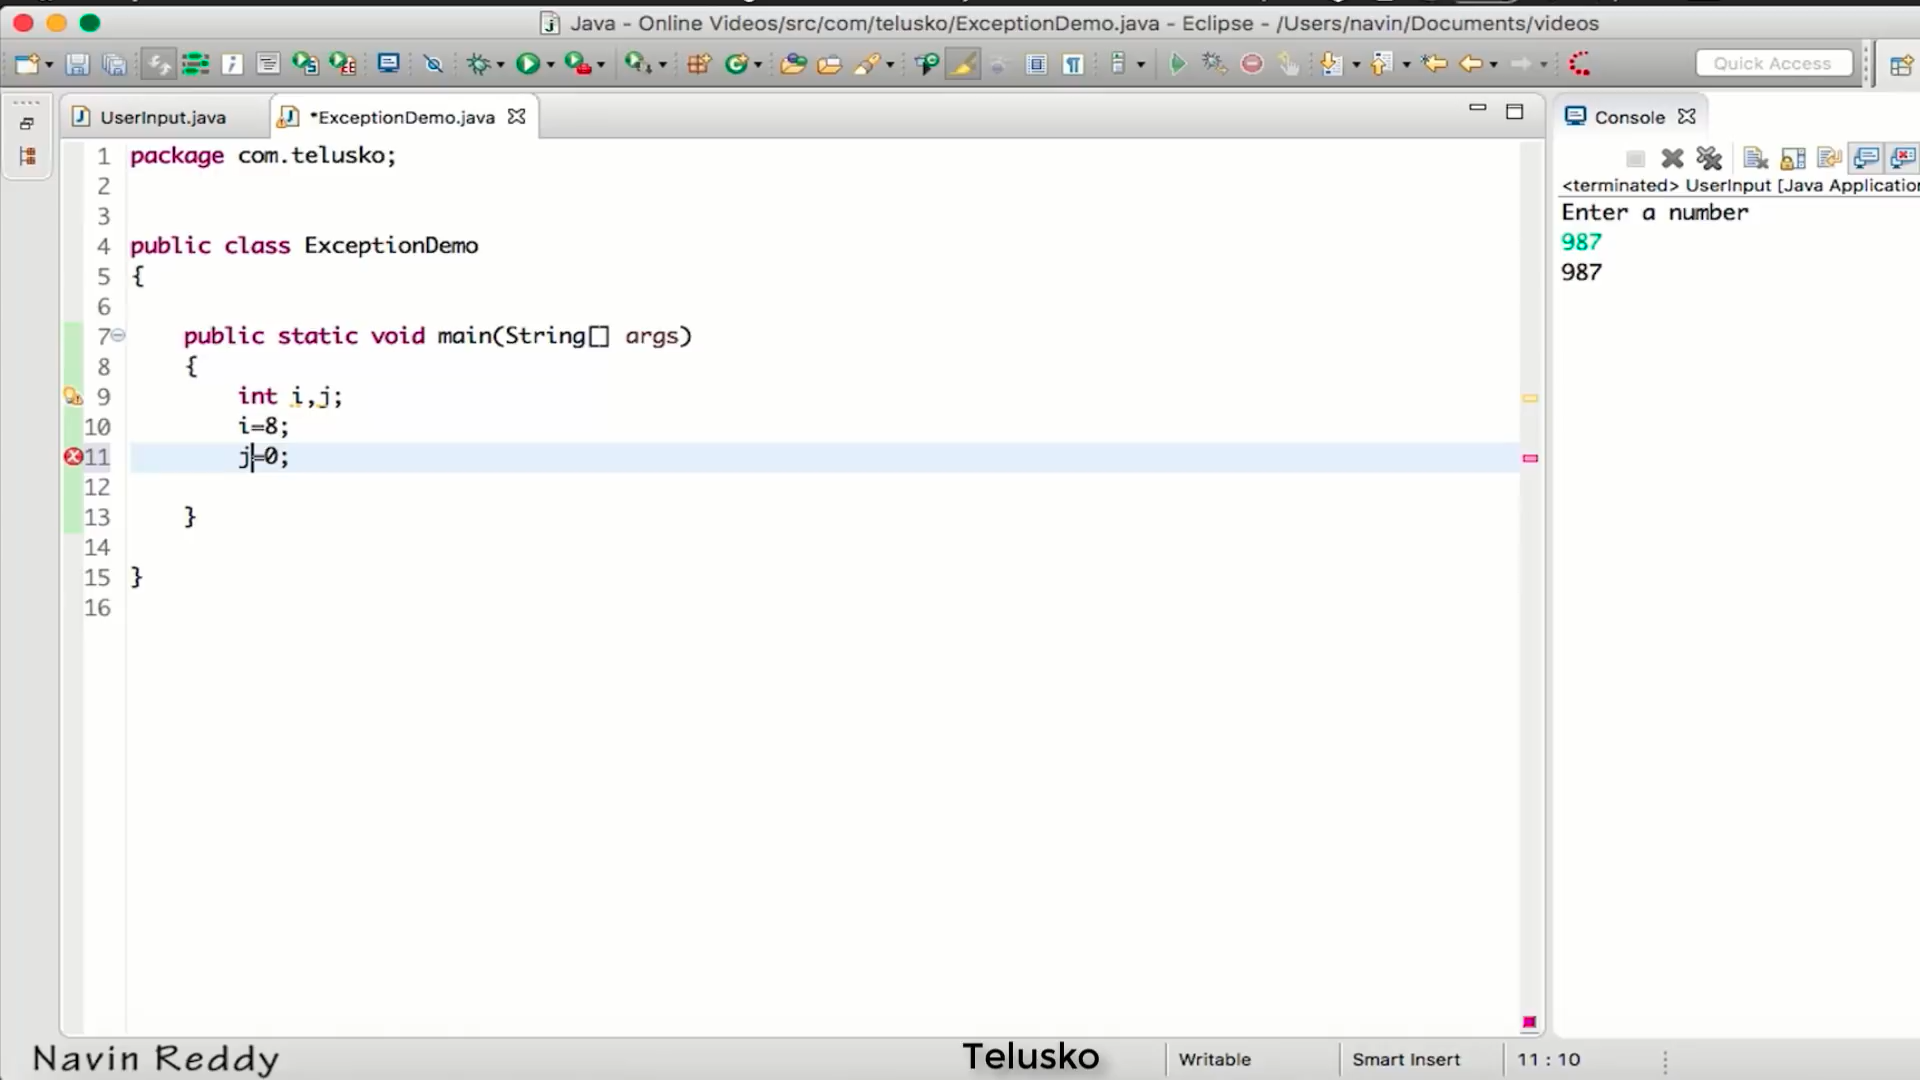 Java - Online Videos/src/com/telusko/ExceptionDemo.java - Eclipse - /Users/navin/Documents/videos
Quick Access
UserInput.java
*ExceptionDemo.java
Console
<terminated> UserInput [Java Applicatio
1 package com.telusko;
2
3
4 public class ExceptionDemo
5 {
6
7 public static void main(String[] args)
8 {
9 int i,j;
10 i=8;
11 j=0;
12
13 }
14
15 }
16
Enter a number
987
987
Navin Reddy
Telusko
Writable
Smart Insert
11 : 10